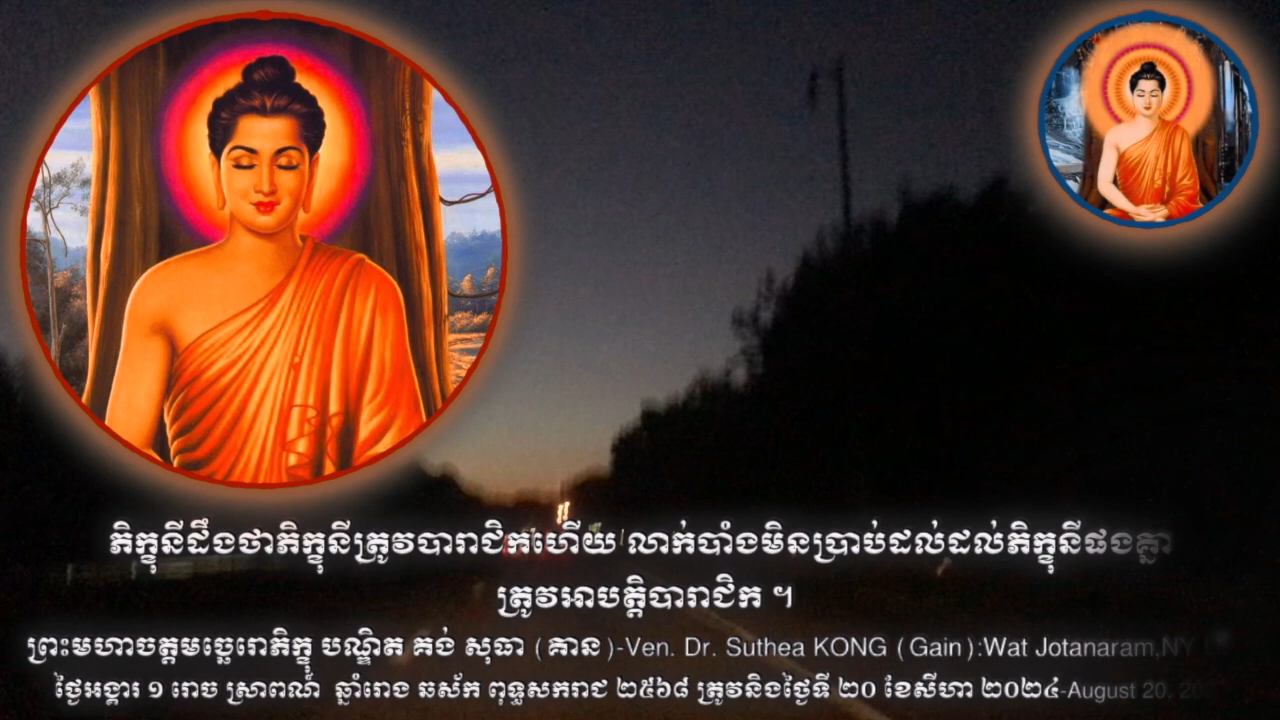 ភិក្ខុនីដឹងថាភិក្ខុនីត្រូវបារាជិកហើយ លាក់បាំងមិនប្រាប់ដល់ដល់ភិក្ខុនីផងគ្នា
ត្រូវអាបត្តិបារាជិក ។
ព្រះមហាចត្តមច្ឆេរោភិក្ខុ បណ្ឌិត គង់ សុធា (គាន)-Ven. Dr. Suthea KONG (Gain):Wat Jotanaram,NY
ថ្ងៃអង្គារ ១ រោច ស្រាពណ៍ ឆ្នាំរោង ឆស័ក ពុទ្ធសករាជ ២៥៦៨ ត្រូវនិងថ្ងៃទី ២០ ខែសីហា ២០២៤-August 20,